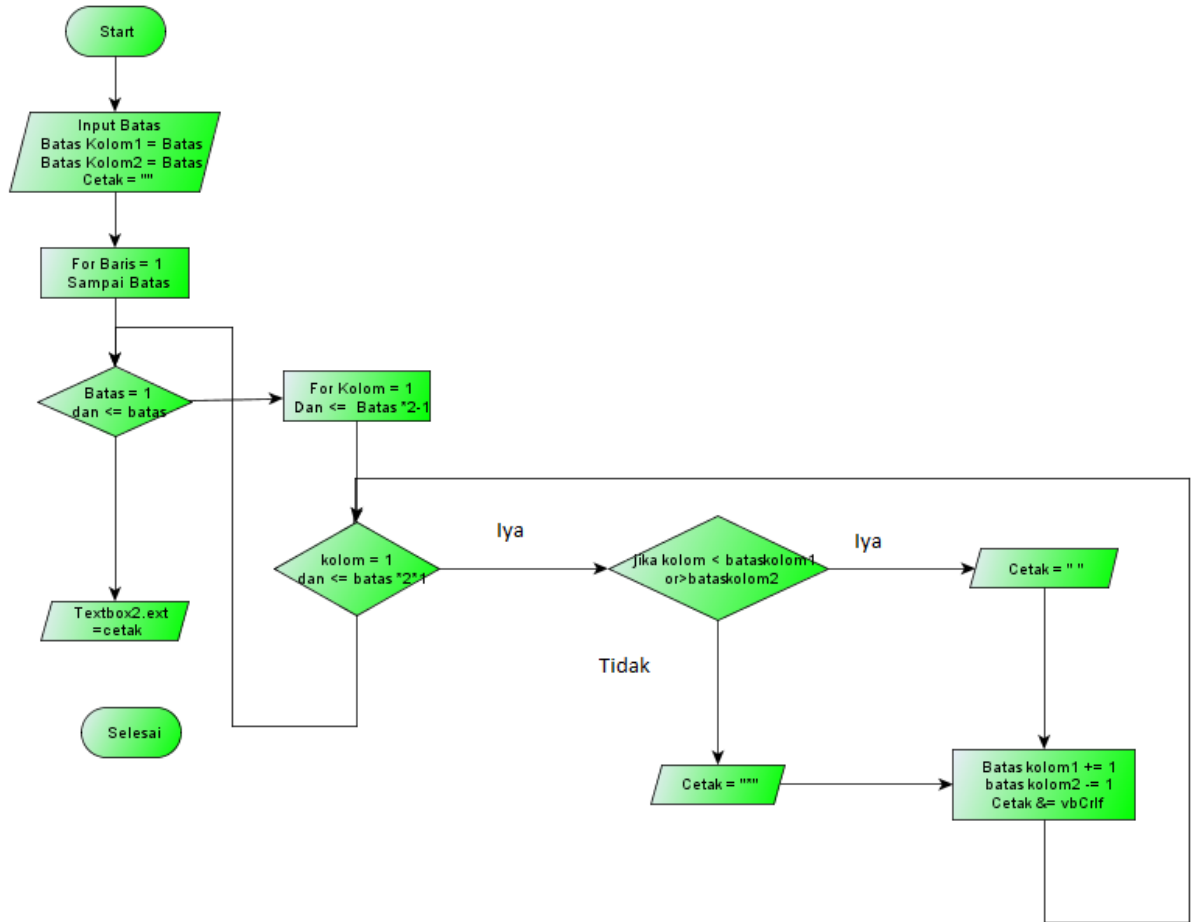 Start
Input Batas
Batas Kolom1 = Batas
Batas Kolom2 = Batas
Cetak = ""
For Baris = 1
Sampai Batas
Batas = 1
dan <= batas
For Kolom = 1
Dan <= Batas *2-1
kolom = 1
dan <= batas *2*1
Iya
jika kolom < bataskolom1
or>bataskolom2
Iya
Cetak = " "
Tidak
Cetak = "*"
Batas kolom1 += 1
batas kolom2 -= 1
Cetak &= vbCrlf
Textbox2.ext
=cetak
Selesai